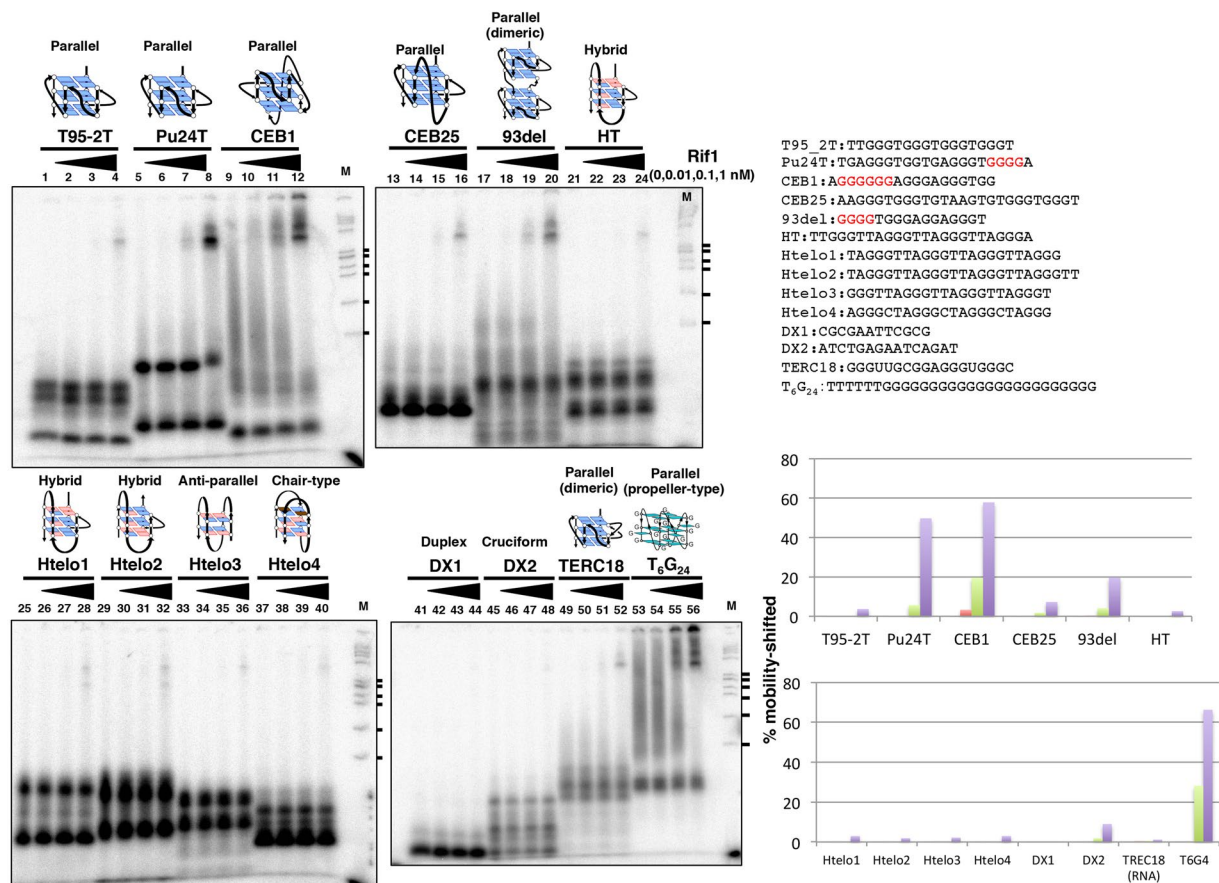 Parallel Parallel Parallel
T95-2T Pu24T CEB1
1 2 3 4 5 6 7 8 9 10 11 12 M
Parallel Parallel (dimeric) Hybrid
CEB25 93del HT
Rif1
(0,0.01,0.1,1 nM)
13 14 15 16 17 18 19 20 21 22 23 24 M
T95_2T:TTGGGTGGGTGGGTGGGT
Pu24T:TGAGGGTGGTGAGGGTGGGGA
CEB1:AGGGGGGAGGGAGGGTGG
CEB25:AAGGGTGGGTGTAAGTGTGGGTGGGT
93del:GGGGTGGGAGGAGGGT
HT:TTGGGTTAGGGTTAGGGTTAGGGA
Htelo1:TAGGGTTAGGGTTAGGGTTAGGG
Htelo2:TAGGGTTAGGGTTAGGGTTAGGGTT
Htelo3:GGGTTAGGGTTAGGGTTAGGGT
Htelo4:AGGGCTAGGGCTAGGGCTAGGG
DX1:CGCGAATTCGCG
DX2:ATCTGAGAATCAGAT
TERC18:GGGUUGCGGAGGGUGGGC
T6G24:TTTTTTGGGGGGGGGGGGGGGGGGGGGGGG
Hybrid Hybrid Anti-parallel Chair-type
Htelo1 Htelo2 Htelo3 Htelo4
25 26 27 28 29 30 31 32 33 34 35 36 37 38 39 40 M
Duplex Cruciform Parallel (dimeric) Parallel (propeller-type)
G G G G G G
DX1 DX2 TERC18 T6G24
41 42 43 44 45 46 47 48 49 50 51 52 53 54 55 56 M
% mobility-shifted
80
60
40
20
0
T95-2T Pu24T CEB1 CEB25 93del HT
80
60
40
20
0
Htelo1 Htelo2 Htelo3 Htelo4 DX1 DX2 TREC18 (RNA) T6G4